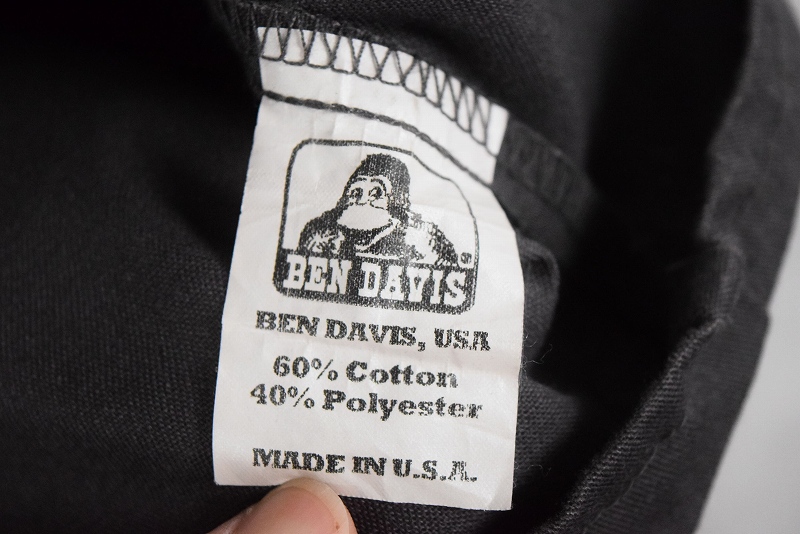 BEN DAVIS®
BEN DAVIS, USA
60% Cotton
40% Polyester
MADE IN U.S.A.